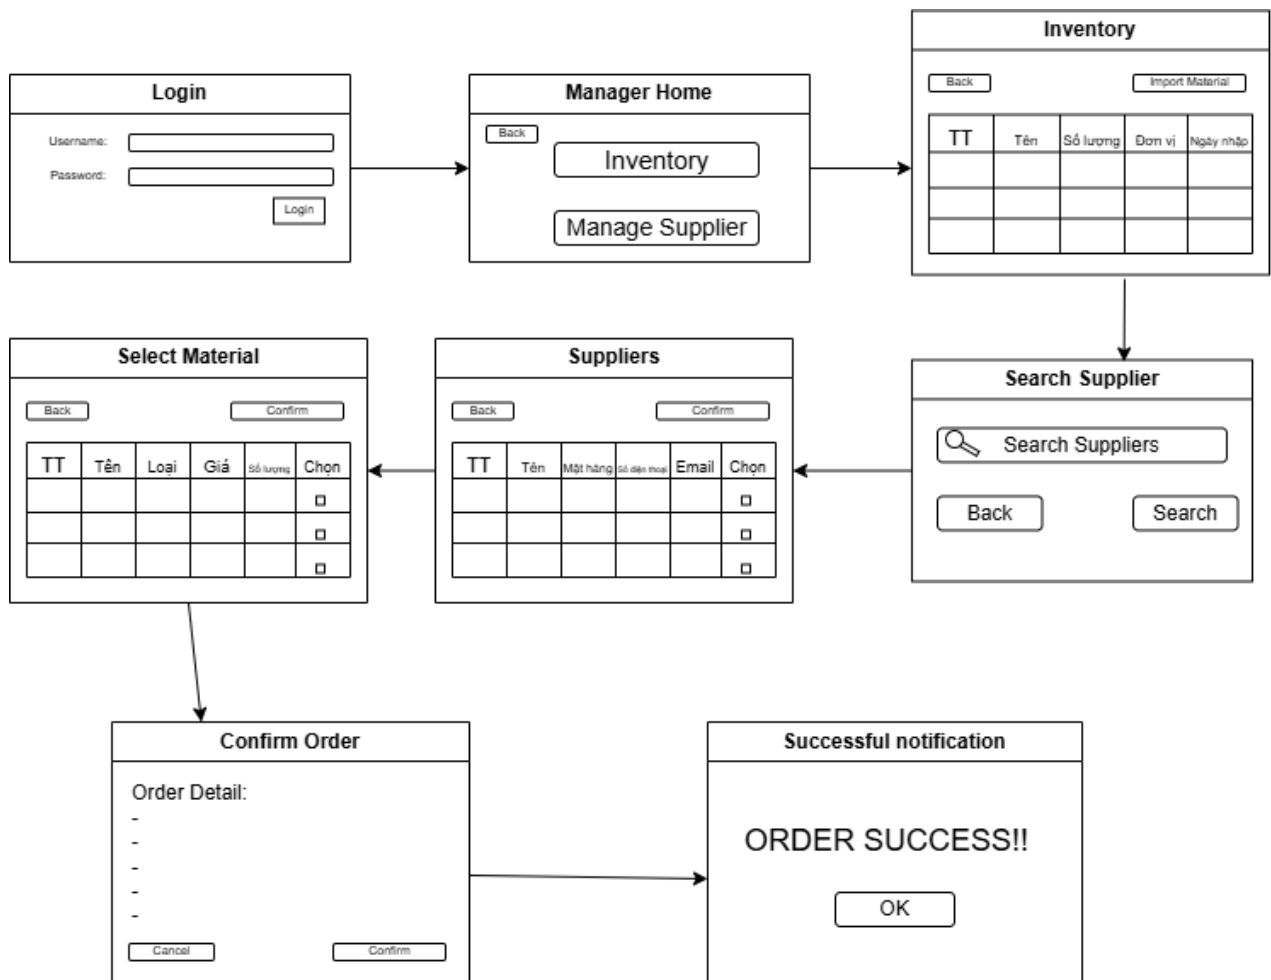 Login
Username:
Password:
Login
Manager Home
Back
Inventory
Manage Supplier
Inventory
Back Import Material
TT Tên Số lượng Đơn vị Ngày nhập
Select Material
Back Confirm
TT Tên Loại Giá Số lượng Chọn
Suppliers
Back Confirm
TT Tên Mặt hàng Số điện thoại Email Chọn
Search Supplier
Search Suppliers
Back Search
Confirm Order
Order Detail:
-
-
-
-
-
Cancel Confirm
Successful notification
ORDER SUCCESS!!
OK